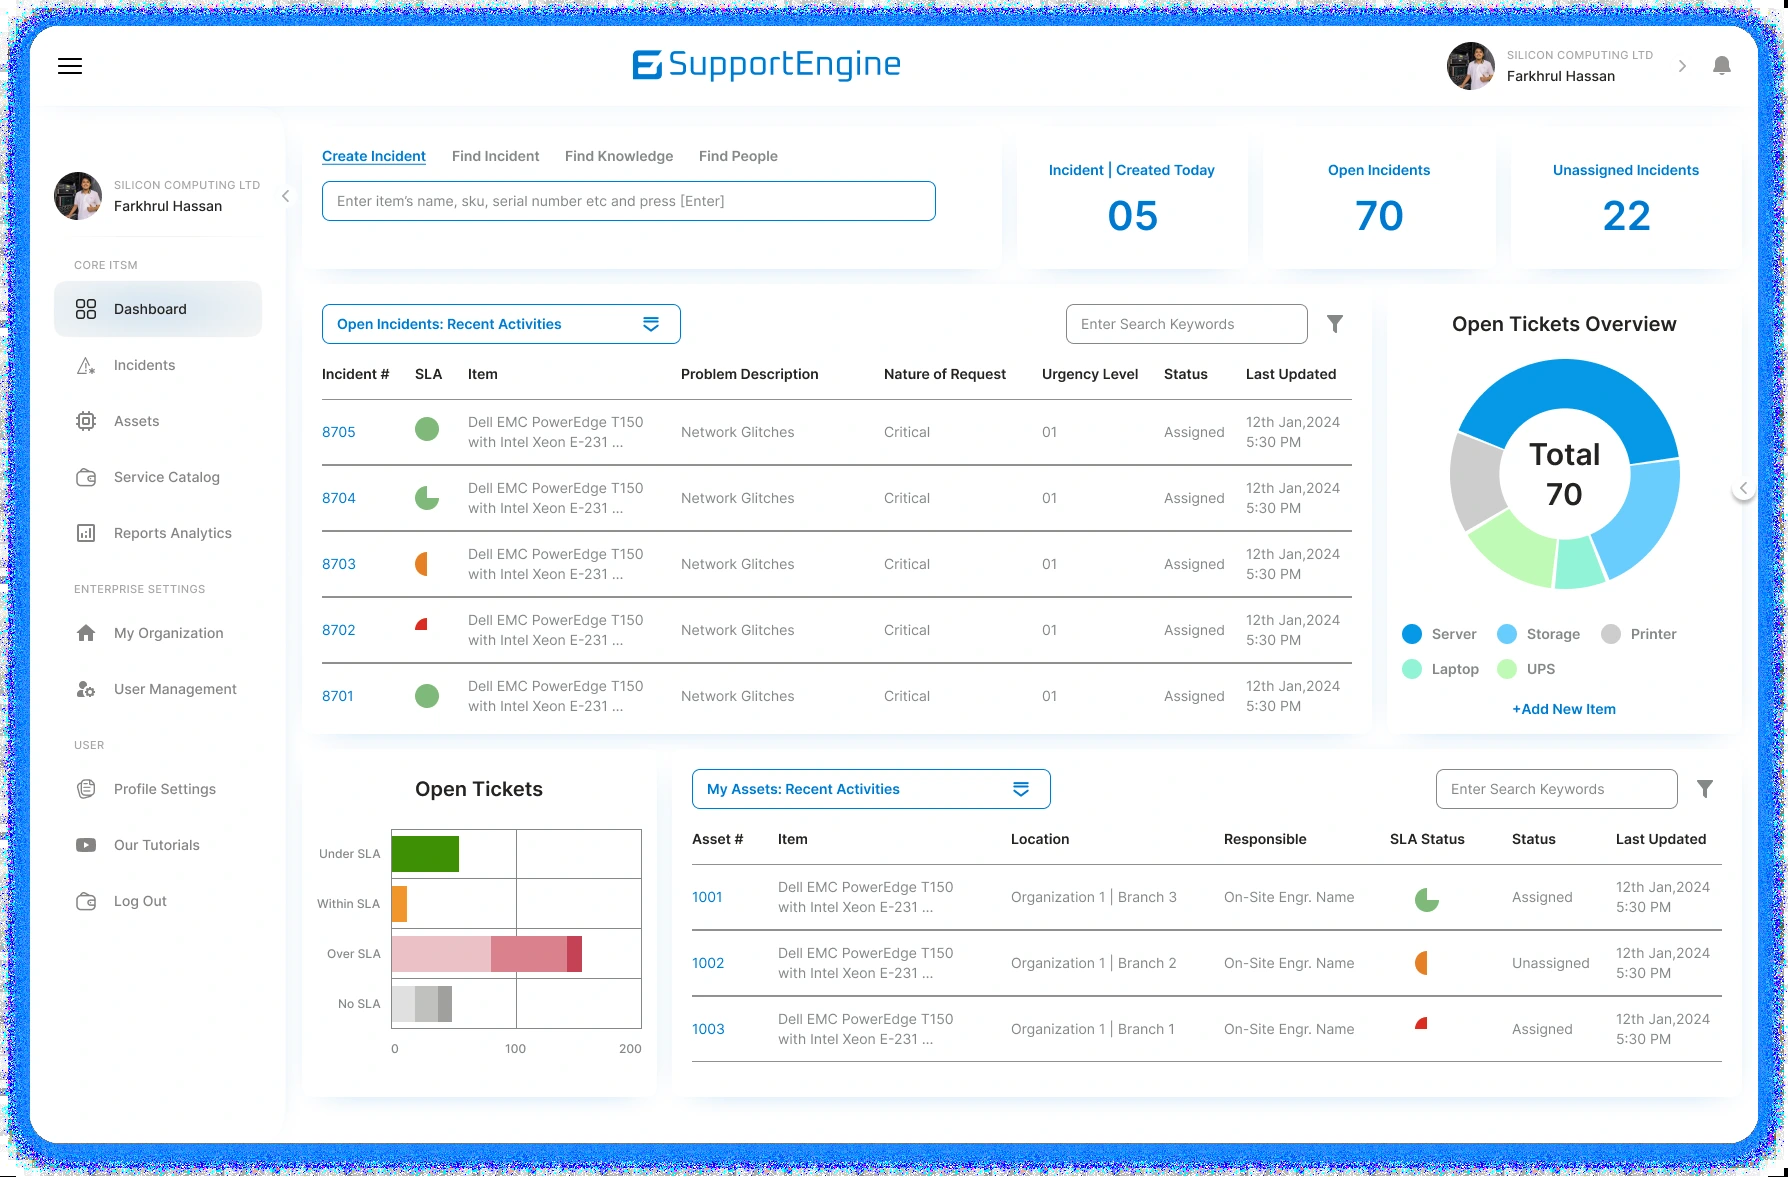 SupportEngine
SILICON COMPUTING LTD
Farkhrul Hassan
SILICON COMPUTING LTD
Farkhrul Hassan
CORE ITSM
Dashboard
Incidents
Assets
Service Catalog
Reports Analytics
ENTERPRISE SETTINGS
My Organization
User Management
USER
Profile Settings
Our Tutorials
Log Out
Create Incident Find Incident Find Knowledge Find People
Enter item's name, sku, serial number etc and press [Enter]
Incident | Created Today
05
Open Incidents
70
Unassigned Incidents
22
Open Incidents: Recent Activities
Enter Search Keywords
Incident # SLA Item Problem Description Nature of Request Urgency Level Status Last Updated
8705 Dell EMC PowerEdge T150 with Intel Xeon E-231 ... Network Glitches Critical 01 Assigned 12th Jan,2024 5:30 PM
8704 Dell EMC PowerEdge T150 with Intel Xeon E-231 ... Network Glitches Critical 01 Assigned 12th Jan,2024 5:30 PM
8703 Dell EMC PowerEdge T150 with Intel Xeon E-231 ... Network Glitches Critical 01 Assigned 12th Jan,2024 5:30 PM
8702 Dell EMC PowerEdge T150 with Intel Xeon E-231 ... Network Glitches Critical 01 Assigned 12th Jan,2024 5:30 PM
8701 Dell EMC PowerEdge T150 with Intel Xeon E-231 ... Network Glitches Critical 01 Assigned 12th Jan,2024 5:30 PM
Open Tickets Overview
Total
70
Server Storage Printer
Laptop UPS
+Add New Item
Open Tickets
Under SLA
Within SLA
Over SLA
No SLA
0 100 200
My Assets: Recent Activities
Enter Search Keywords
Asset # Item Location Responsible SLA Status Status Last Updated
1001 Dell EMC PowerEdge T150 with Intel Xeon E-231 ... Organization 1 | Branch 3 On-Site Engr. Name Assigned 12th Jan,2024 5:30 PM
1002 Dell EMC PowerEdge T150 with Intel Xeon E-231 ... Organization 1 | Branch 2 On-Site Engr. Name Unassigned 12th Jan,2024 5:30 PM
1003 Dell EMC PowerEdge T150 with Intel Xeon E-231 ... Organization 1 | Branch 1 On-Site Engr. Name Assigned 12th Jan,2024 5:30 PM